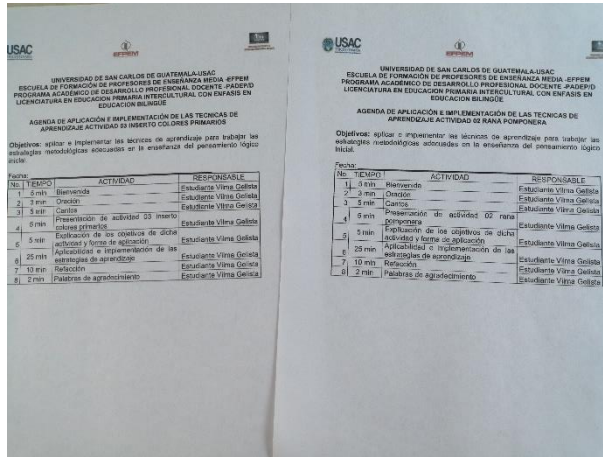 USAC
EFPEM
UNIVERSIDAD DE SAN CARLOS DE GUATEMALA-USAC
ESCUELA DE FORMACIÓN DE PROFESORES DE ENSEÑANZA MEDIA -EFPEM
PROGRAMA ACADÉMICO DE DESARROLLO PROFESIONAL DOCENTE -PADEP/D
LICENCIATURA EN EDUCACION PRIMARIA INTERCULTURAL CON ENFASIS EN
EDUCACION BILINGÜE
AGENDA DE APLICACIÓN E IMPLEMENTACIÓN DE LAS TECNICAS DE
APRENDIZAJE ACTIVIDAD 03 INSERTO COLORES PRIMARIOS
Objetivos: aplicar e implementar las técnicas de aprendizaje para trabajar las
estrategias metodológicas adecuadas en la enseñanza del pensamiento lógico
inicial.
Fecha:
No. TIEMPO ACTIVIDAD RESPONSABLE
1 5 min Bienvenida Estudiante Vilma Gelista
2 3 min Oración Estudiante Vilma Gelista
3 5 min Cantos Estudiante Vilma Gelista
4 5 min Presentación de actividad 03 inserto
colores primarios Estudiante Vilma Gelista
5 5 min Explicación de los objetivos de dicha
actividad y forma de aplicación Estudiante Vilma Gelista
6 25 min Aplicabilidad e implementación de las
estrategias de aprendizaje Estudiante Vilma Gelista
7 10 min Refacción Estudiante Vilma Gelista
8 2 min Palabras de agradecimiento Estudiante Vilma Gelista
USAC
EFPEM
UNIVERSIDAD DE SAN CARLOS DE GUATEMALA-USAC
ESCUELA DE FORMACIÓN DE PROFESORES DE ENSEÑANZA MEDIA -EFPEM
PROGRAMA ACADÉMICO DE DESARROLLO PROFESIONAL DOCENTE -PADEP/D
LICENCIATURA EN EDUCACION PRIMARIA INTERCULTURAL CON ENFASIS EN
EDUCACION BILINGÜE
AGENDA DE APLICACIÓN E IMPLEMENTACIÓN DE LAS TECNICAS DE
APRENDIZAJE ACTIVIDAD 02 RANA POMPONERA
Objetivos: aplicar e implementar las técnicas de aprendizaje para trabajar las
estrategias metodológicas adecuadas en la enseñanza del pensamiento lógico
inicial.
Fecha:
No. TIEMPO ACTIVIDAD RESPONSABLE
1 5 min Bienvenida Estudiante Vilma Gelista
2 3 min Oración Estudiante Vilma Gelista
3 5 min Cantos Estudiante Vilma Gelista
4 5 min Presentación de actividad 02 rana
pomponera Estudiante Vilma Gelista
5 5 min Explicación de los objetivos de dicha
actividad y forma de aplicación Estudiante Vilma Gelista
6 25 min Aplicabilidad e implementación de las
estrategias de aprendizaje Estudiante Vilma Gelista
7 10 min Refacción Estudiante Vilma Gelista
8 2 min Palabras de agradecimiento Estudiante Vilma Gelista